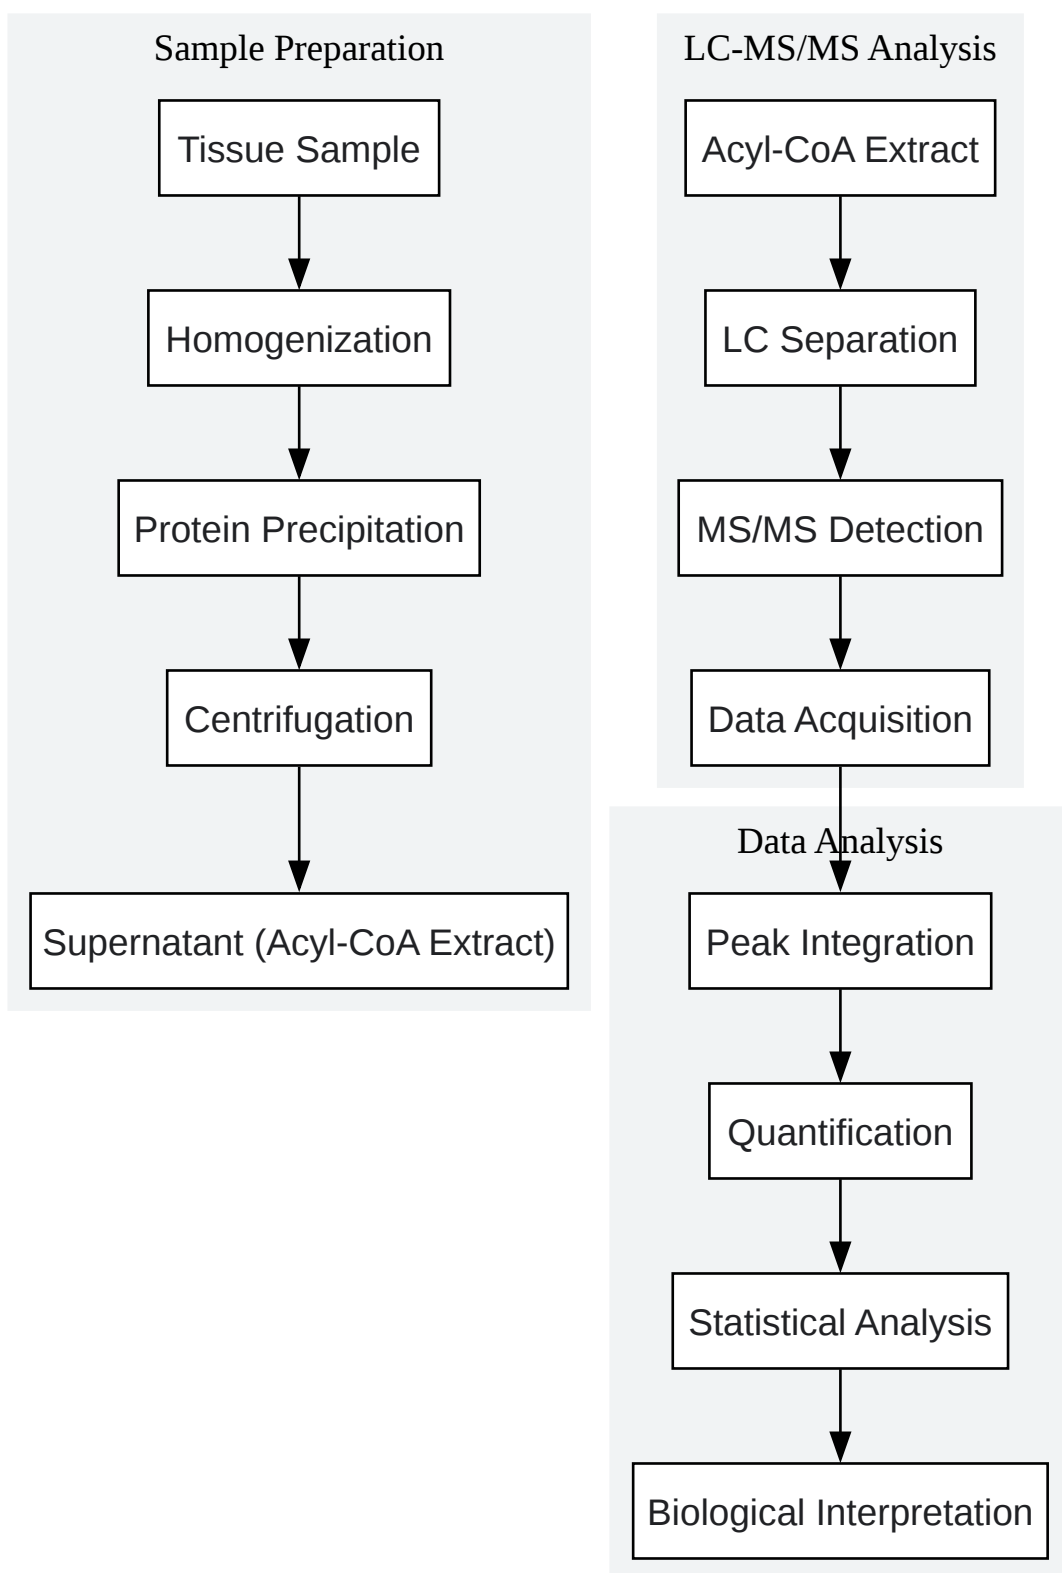 Sample Preparation
Tissue Sample
Homogenization
Protein Precipitation
Centrifugation
Supernatant (Acyl-CoA Extract)
LC-MS/MS Analysis
Acyl-CoA Extract
LC Separation
MS/MS Detection
Data Acquisition
Data Analysis
Peak Integration
Quantification
Statistical Analysis
Biological Interpretation